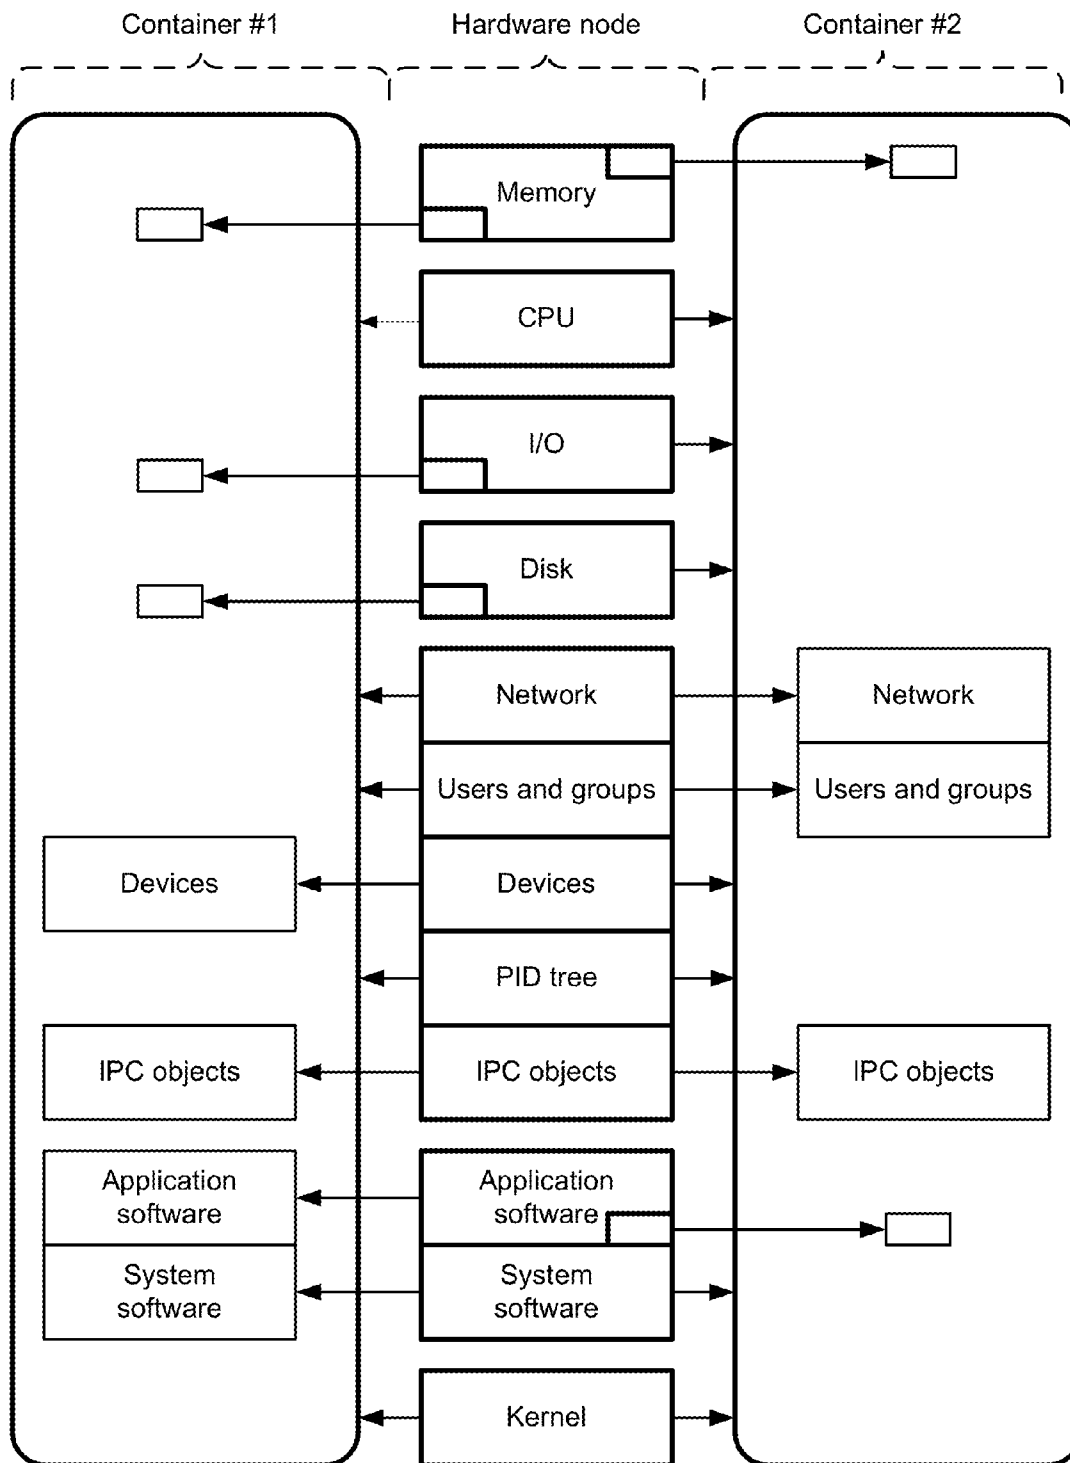 Container #1
Hardware node
Container #2
Memory
CPU
I/O
Disk
Network
Network
Users and groups
Users and groups
Devices
Devices
PID tree
IPC objects
IPC objects
IPC objects
Application
software
Application
software
System
software
System
software
Kernel